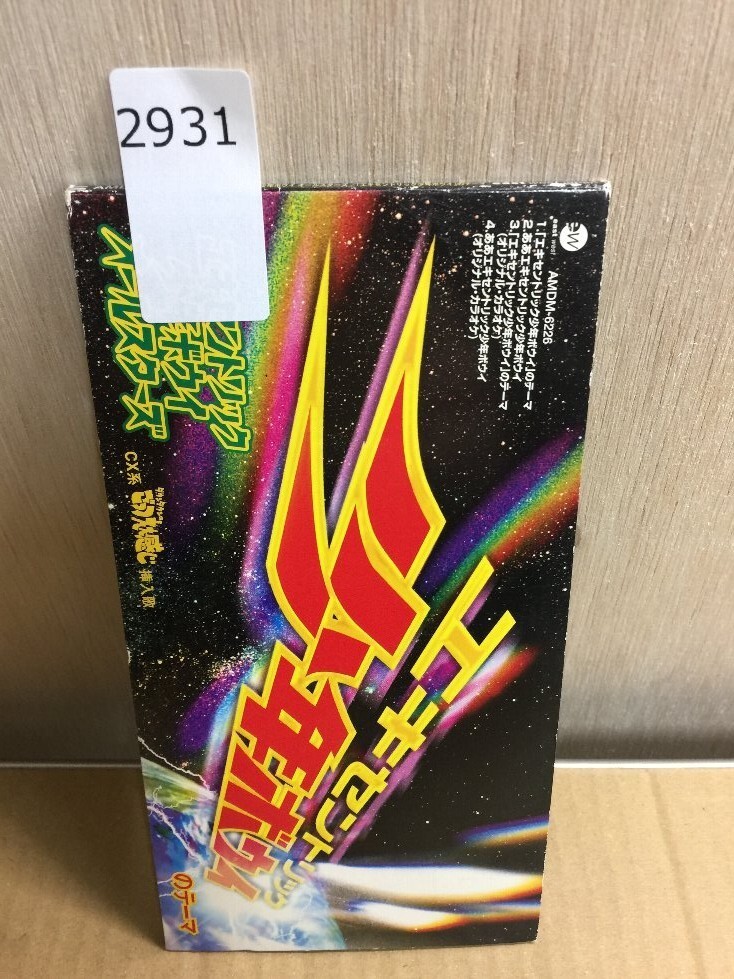 2931
east west
AMDM-6226
1.「エキセントリック少年ボウイ」のテーマ
2.ああエキセントリック少年ボウイ
3.「エキセントリック少年ボウイ」のテーマ
(オリジナル・カラオケ)
4.ああエキセントリック少年ボウイ
(オリジナル・カラオケ)
エキセントリック
少年ボウイ
のテーマ
ントリック
ボウイ
オールスターズ
CX系
ダウンタウンの
ごっつええ感じ
挿入歌